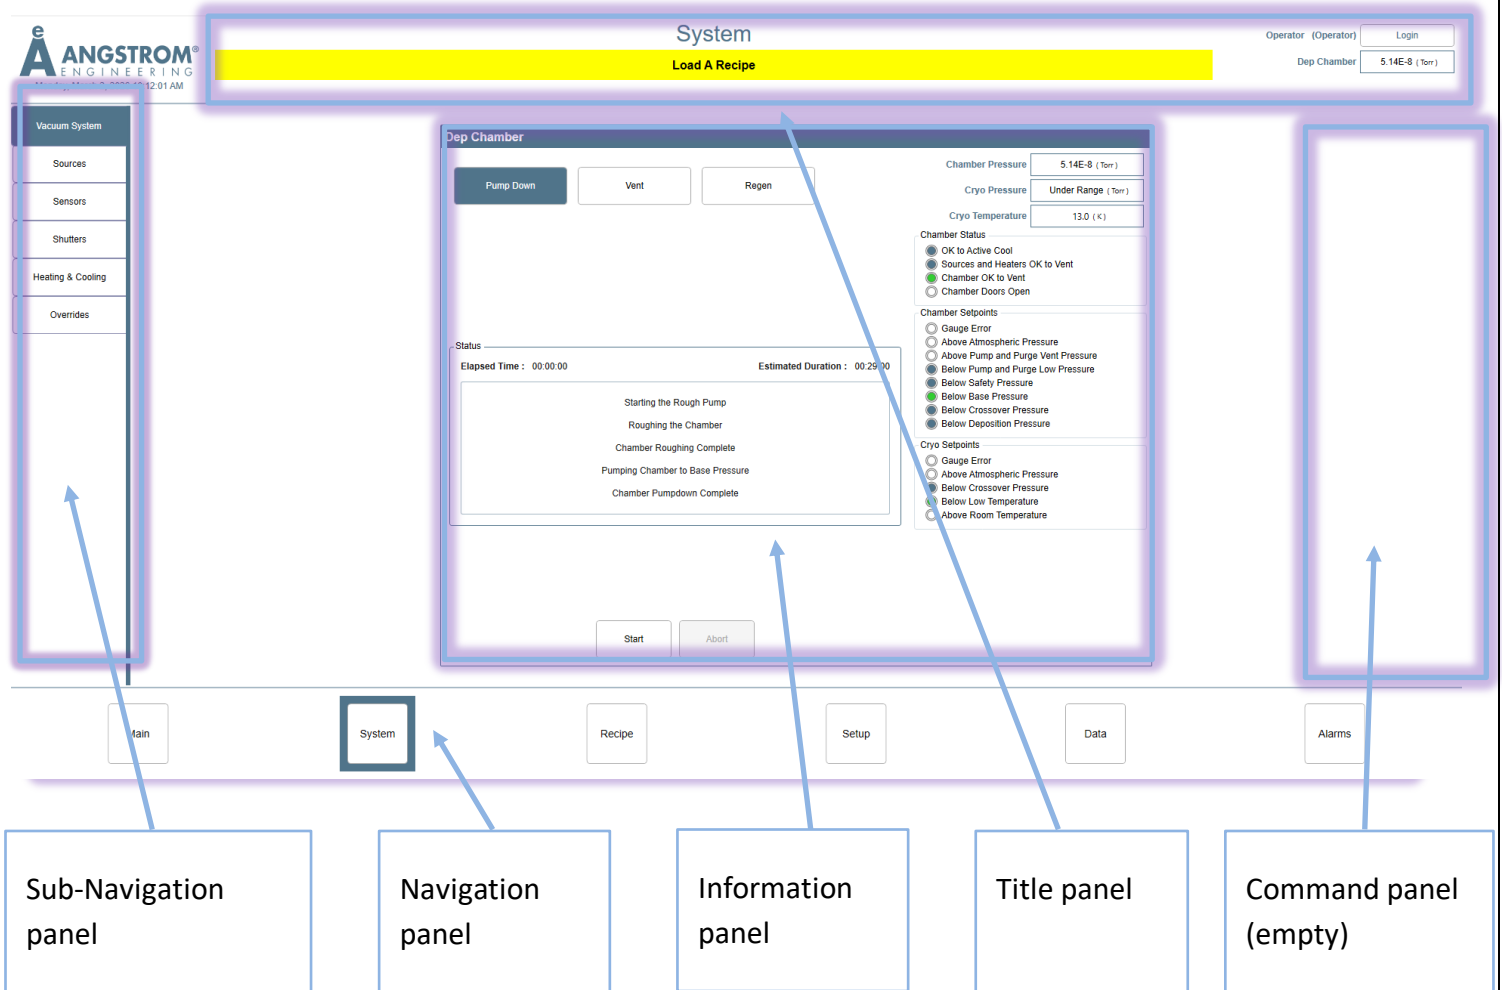 System
Operator (Operator) Login
ANGSTROM®
ENGINEERING
Load A Recipe
Dep Chamber 5.14E-8 (Torr)
12:01 AM
Vacuum System
Sources
Sensors
Shutters
Heating & Cooling
Overrides
Dep Chamber
Pump Down Vent Regen
Chamber Pressure 5.14E-8 (Torr)
Cryo Pressure Under Range (Torr)
Cryo Temperature 13.0 (K)
Chamber Status
OK to Active Cool
Sources and Heaters OK to Vent
Chamber OK to Vent
Chamber Doors Open
Chamber Setpoints
Gauge Error
Above Atmospheric Pressure
Above Pump and Purge Vent Pressure
Below Pump and Purge Low Pressure
Below Safety Pressure
Below Base Pressure
Below Crossover Pressure
Below Deposition Pressure
Cryo Setpoints
Gauge Error
Above Atmospheric Pressure
Below Crossover Pressure
Below Low Temperature
Above Room Temperature
Status
Elapsed Time : 00:00:00 Estimated Duration : 00:29:00
Starting the Rough Pump
Roughing the Chamber
Chamber Roughing Complete
Pumping Chamber to Base Pressure
Chamber Pumpdown Complete
Start Abort
Main System Recipe Setup Data Alarms
Sub-Navigation
panel
Navigation
panel
Information
panel
Title panel
Command panel
(empty)